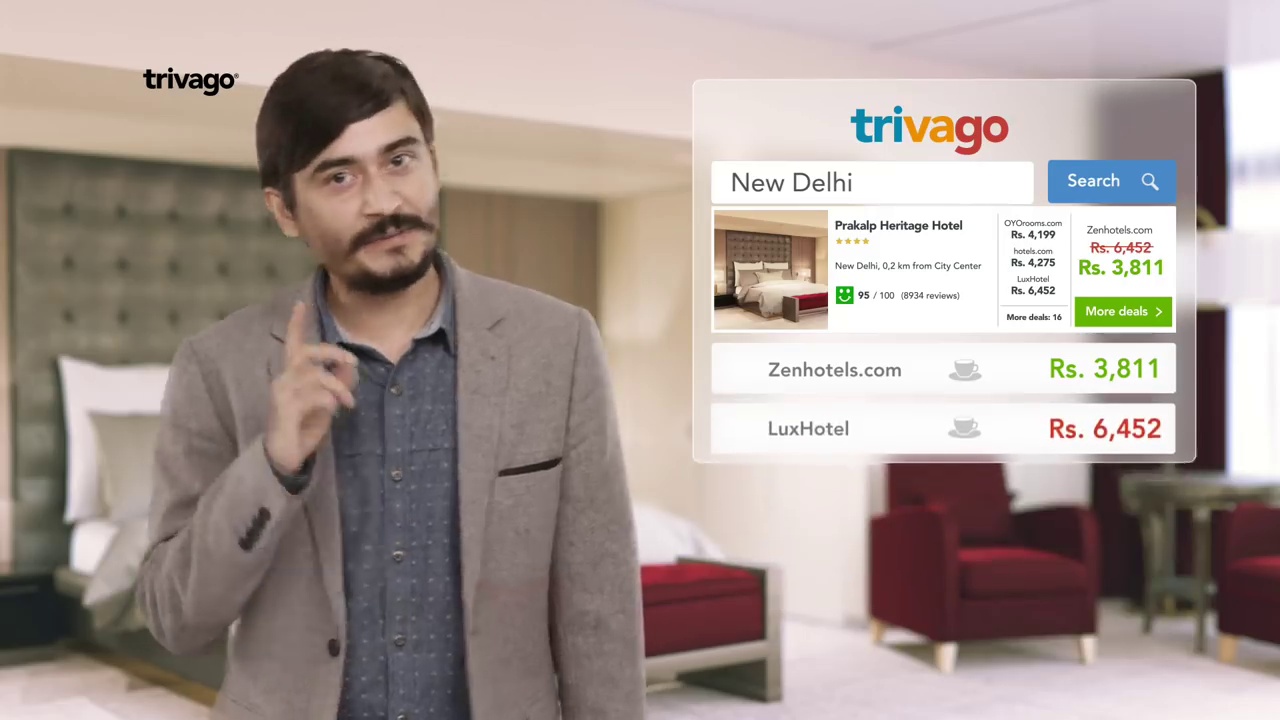 trivago®
trivago
New Delhi
Search
Prakalp Heritage Hotel
New Delhi, 0,2 km from City Center
95 / 100 (8934 reviews)
OYOrooms.com
Rs. 4,199
hotels.com
Rs. 4,275
LuxHotel
Rs. 6,452
More deals: 16
Zenhotels.com
Rs. 6,452
Rs. 3,811
More deals >
Zenhotels.com Rs. 3,811
LuxHotel Rs. 6,452